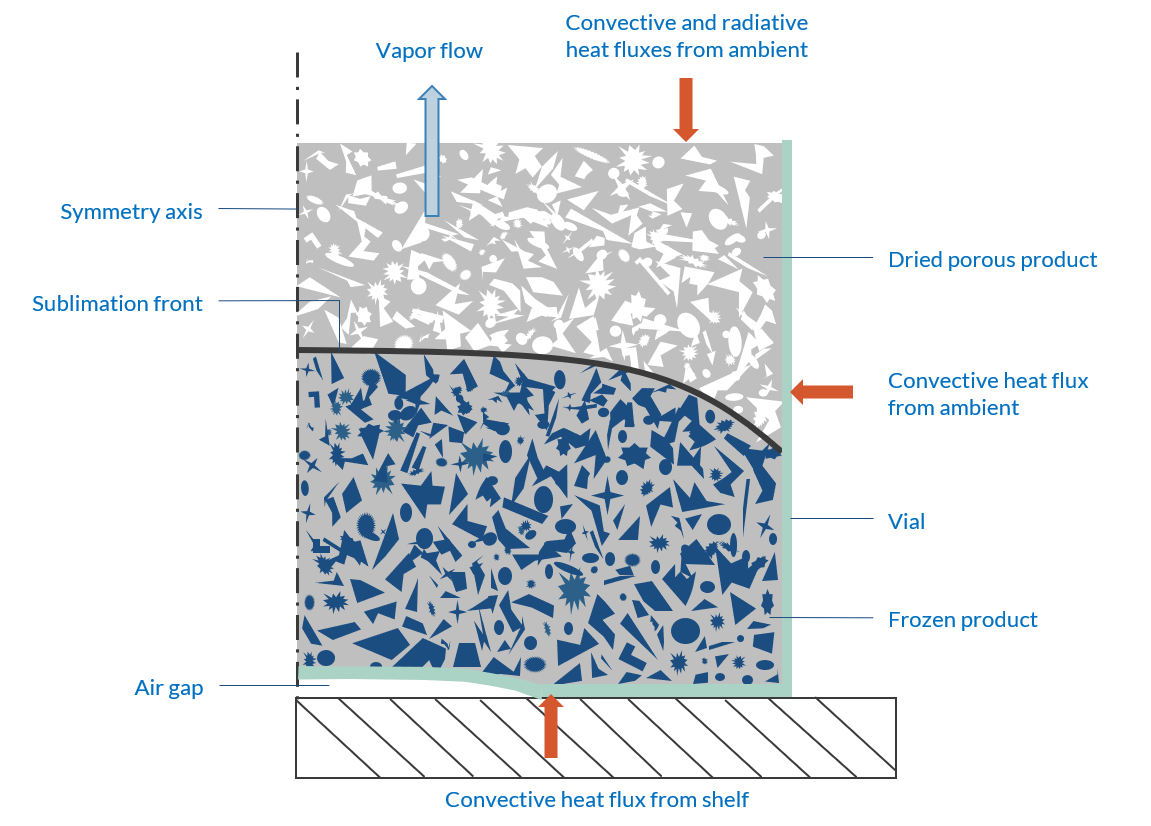 Convective and radiative
heat fluxes from ambient
Vapor flow
Symmetry axis
Dried porous product
Sublimation front
Convective heat flux
from ambient
Vial
Frozen product
Air gap
Convective heat flux from shelf